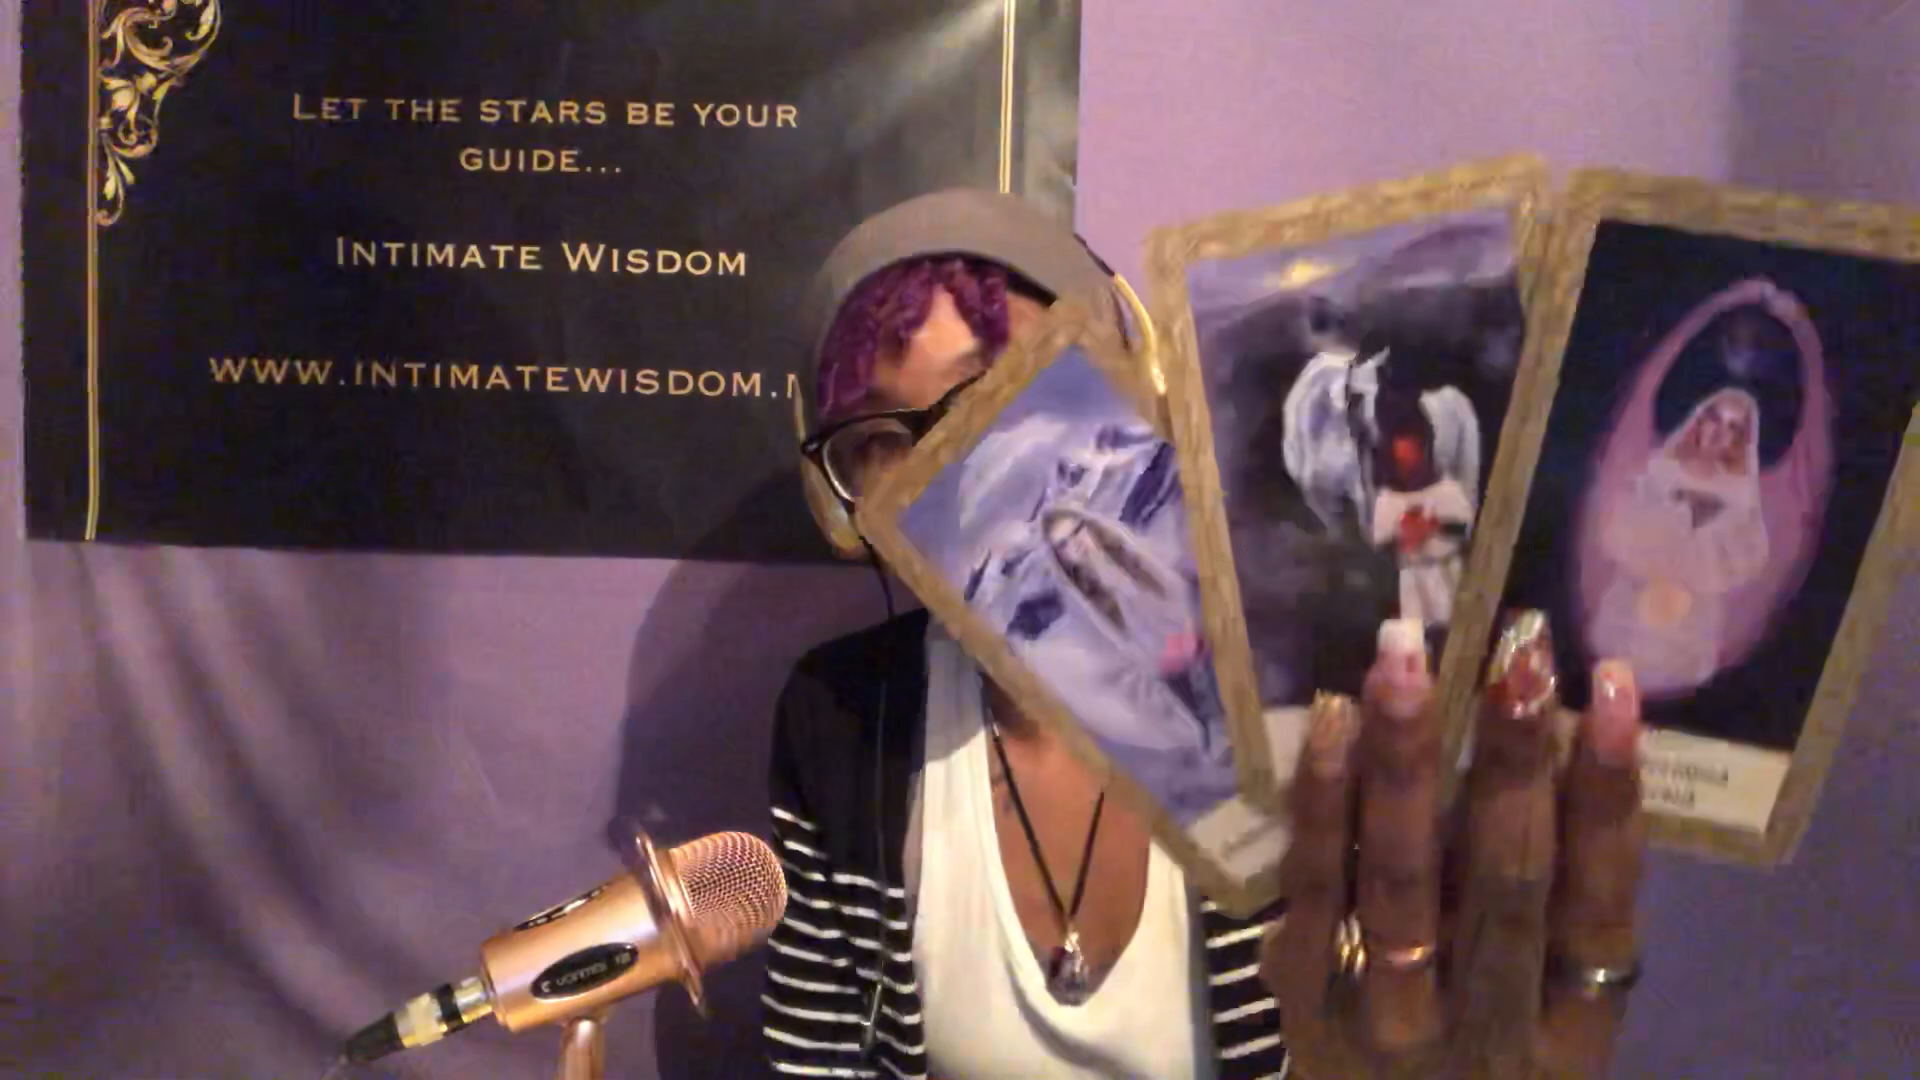 LET THE STARS BE YOUR
GUIDE...
INTIMATE WISDOM
WWW.INTIMATEWISDOM.